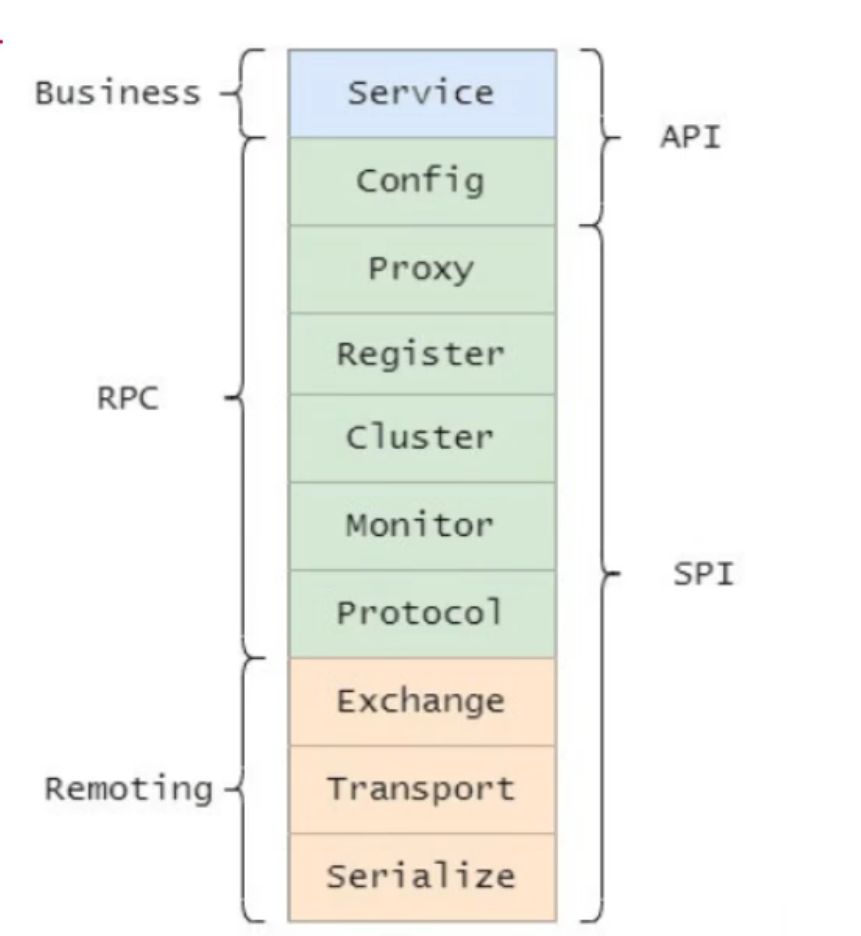 Business
Service
API
Config
Proxy
Register
RPC
Cluster
Monitor
SPI
Protocol
Exchange
Remoting
Transport
Serialize